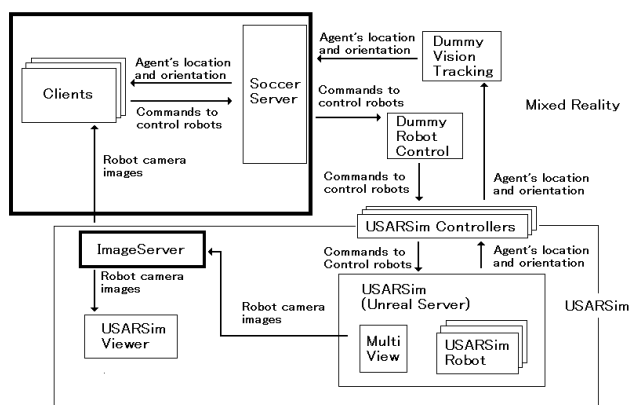 Agent's location
and orientation
Clients
Soccer
Server
Commands to
control robots
Robot camera
images
Agent's location
and orientation
Dummy
Vision
Tracking
Mixed Reality
Commands to
control robots
Dummy
Robot
Control
Commands to
control robots
Agent's location
and orientation
USARSim Controllers
ImageServer
Commands to
Control robots
Agent's location
and orientation
Robot camera
images
USARSim
Viewer
Robot camera
images
USARSim
(Unreal Server)
Multi
View
USARSim
Robot
USARSim